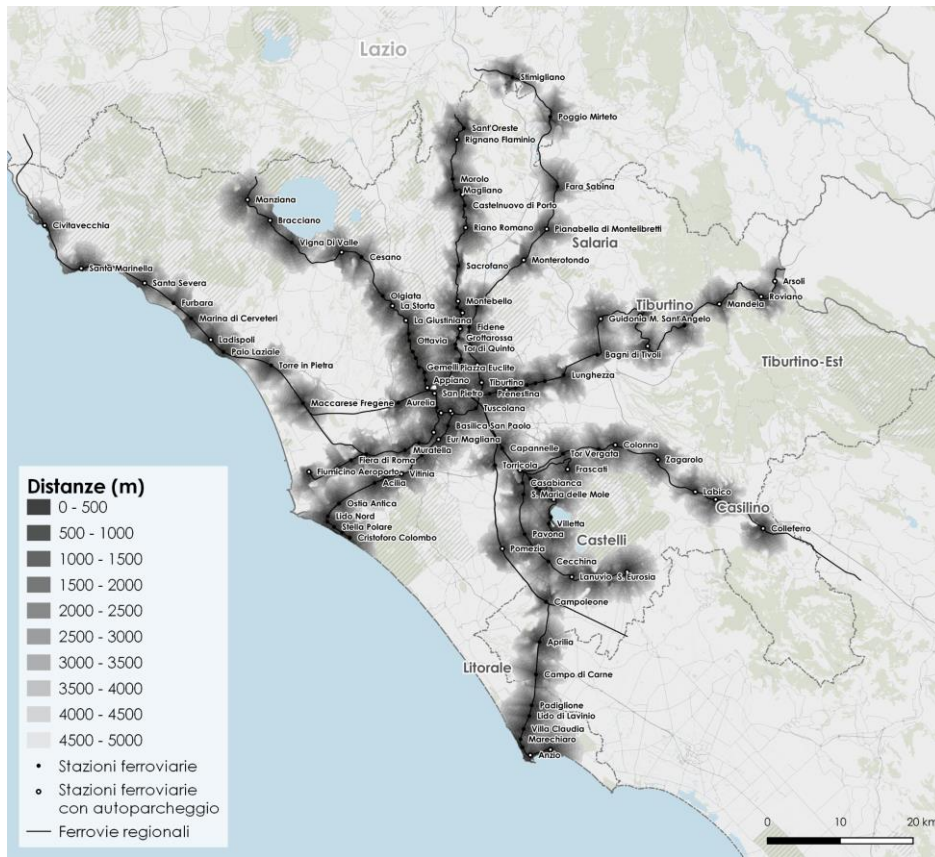 Lazio
Stimigliano
Poggio Mirteto
Sant'Oreste
Rignano Flaminio
Morolo
Magliano
Fara Sabina
Castelnuovo di Porto
Manziana
Bracciano
Riano Romano
Pianabella di Montelibretti
Salaria
Civitavecchia
Vigna Di Valle
Cesano
Sacrofano
Monterotondo
Santa Marinella
Santa Severa
Arsoli
Roviano
Mandela
Furbara
Olgiata
La Storta
Montebello
Tiburtino
Marina di Cerveteri
La Giustiniana
Guidonia M. Sant'Angelo
Fidene
Ladispoli
Ottavia
Grottarossa
Palo Laziale
Tor di Quinto
Bagni di Tivoli
Tiburtino-Est
Torre in Pietra
Gemelli
Piazza Euclite
Lunghezza
Appiano
Tiburtina
San Pietro
Prenestina
Maccarese Fregene
Aurelia
Tuscolana
Basilica San Paolo
Eur Magliana
Muratella
Capannelle
Colonna
Tor Vergata
Zagarolo
Fiera di Roma
Torricola
Frascati
Fiumicino Aeroporto
Vitinia
Acilia
Casabianca
S. Maria delle Mole
Labico
Casilino
Ostia Antica
Lido Nord
Stella Polare
Cristoforo Colombo
Villetta
Pavona
Castelli
Colleferro
Pomezia
Cecchina
Lanuvio
S. Eurosia
Campoleone
Aprilia
Litorale
Campo di Carne
Padiglione
Lido di Lavinio
Villa Claudia
Marechiaro
Anzio
Distanze (m)
0 - 500
500 - 1000
1000 - 1500
1500 - 2000
2000 - 2500
2500 - 3000
3000 - 3500
3500 - 4000
4000 - 4500
4500 - 5000
Stazioni ferroviarie
Stazioni ferroviarie
con autoparcheggio
Ferrovie regionali
0 10 20 km